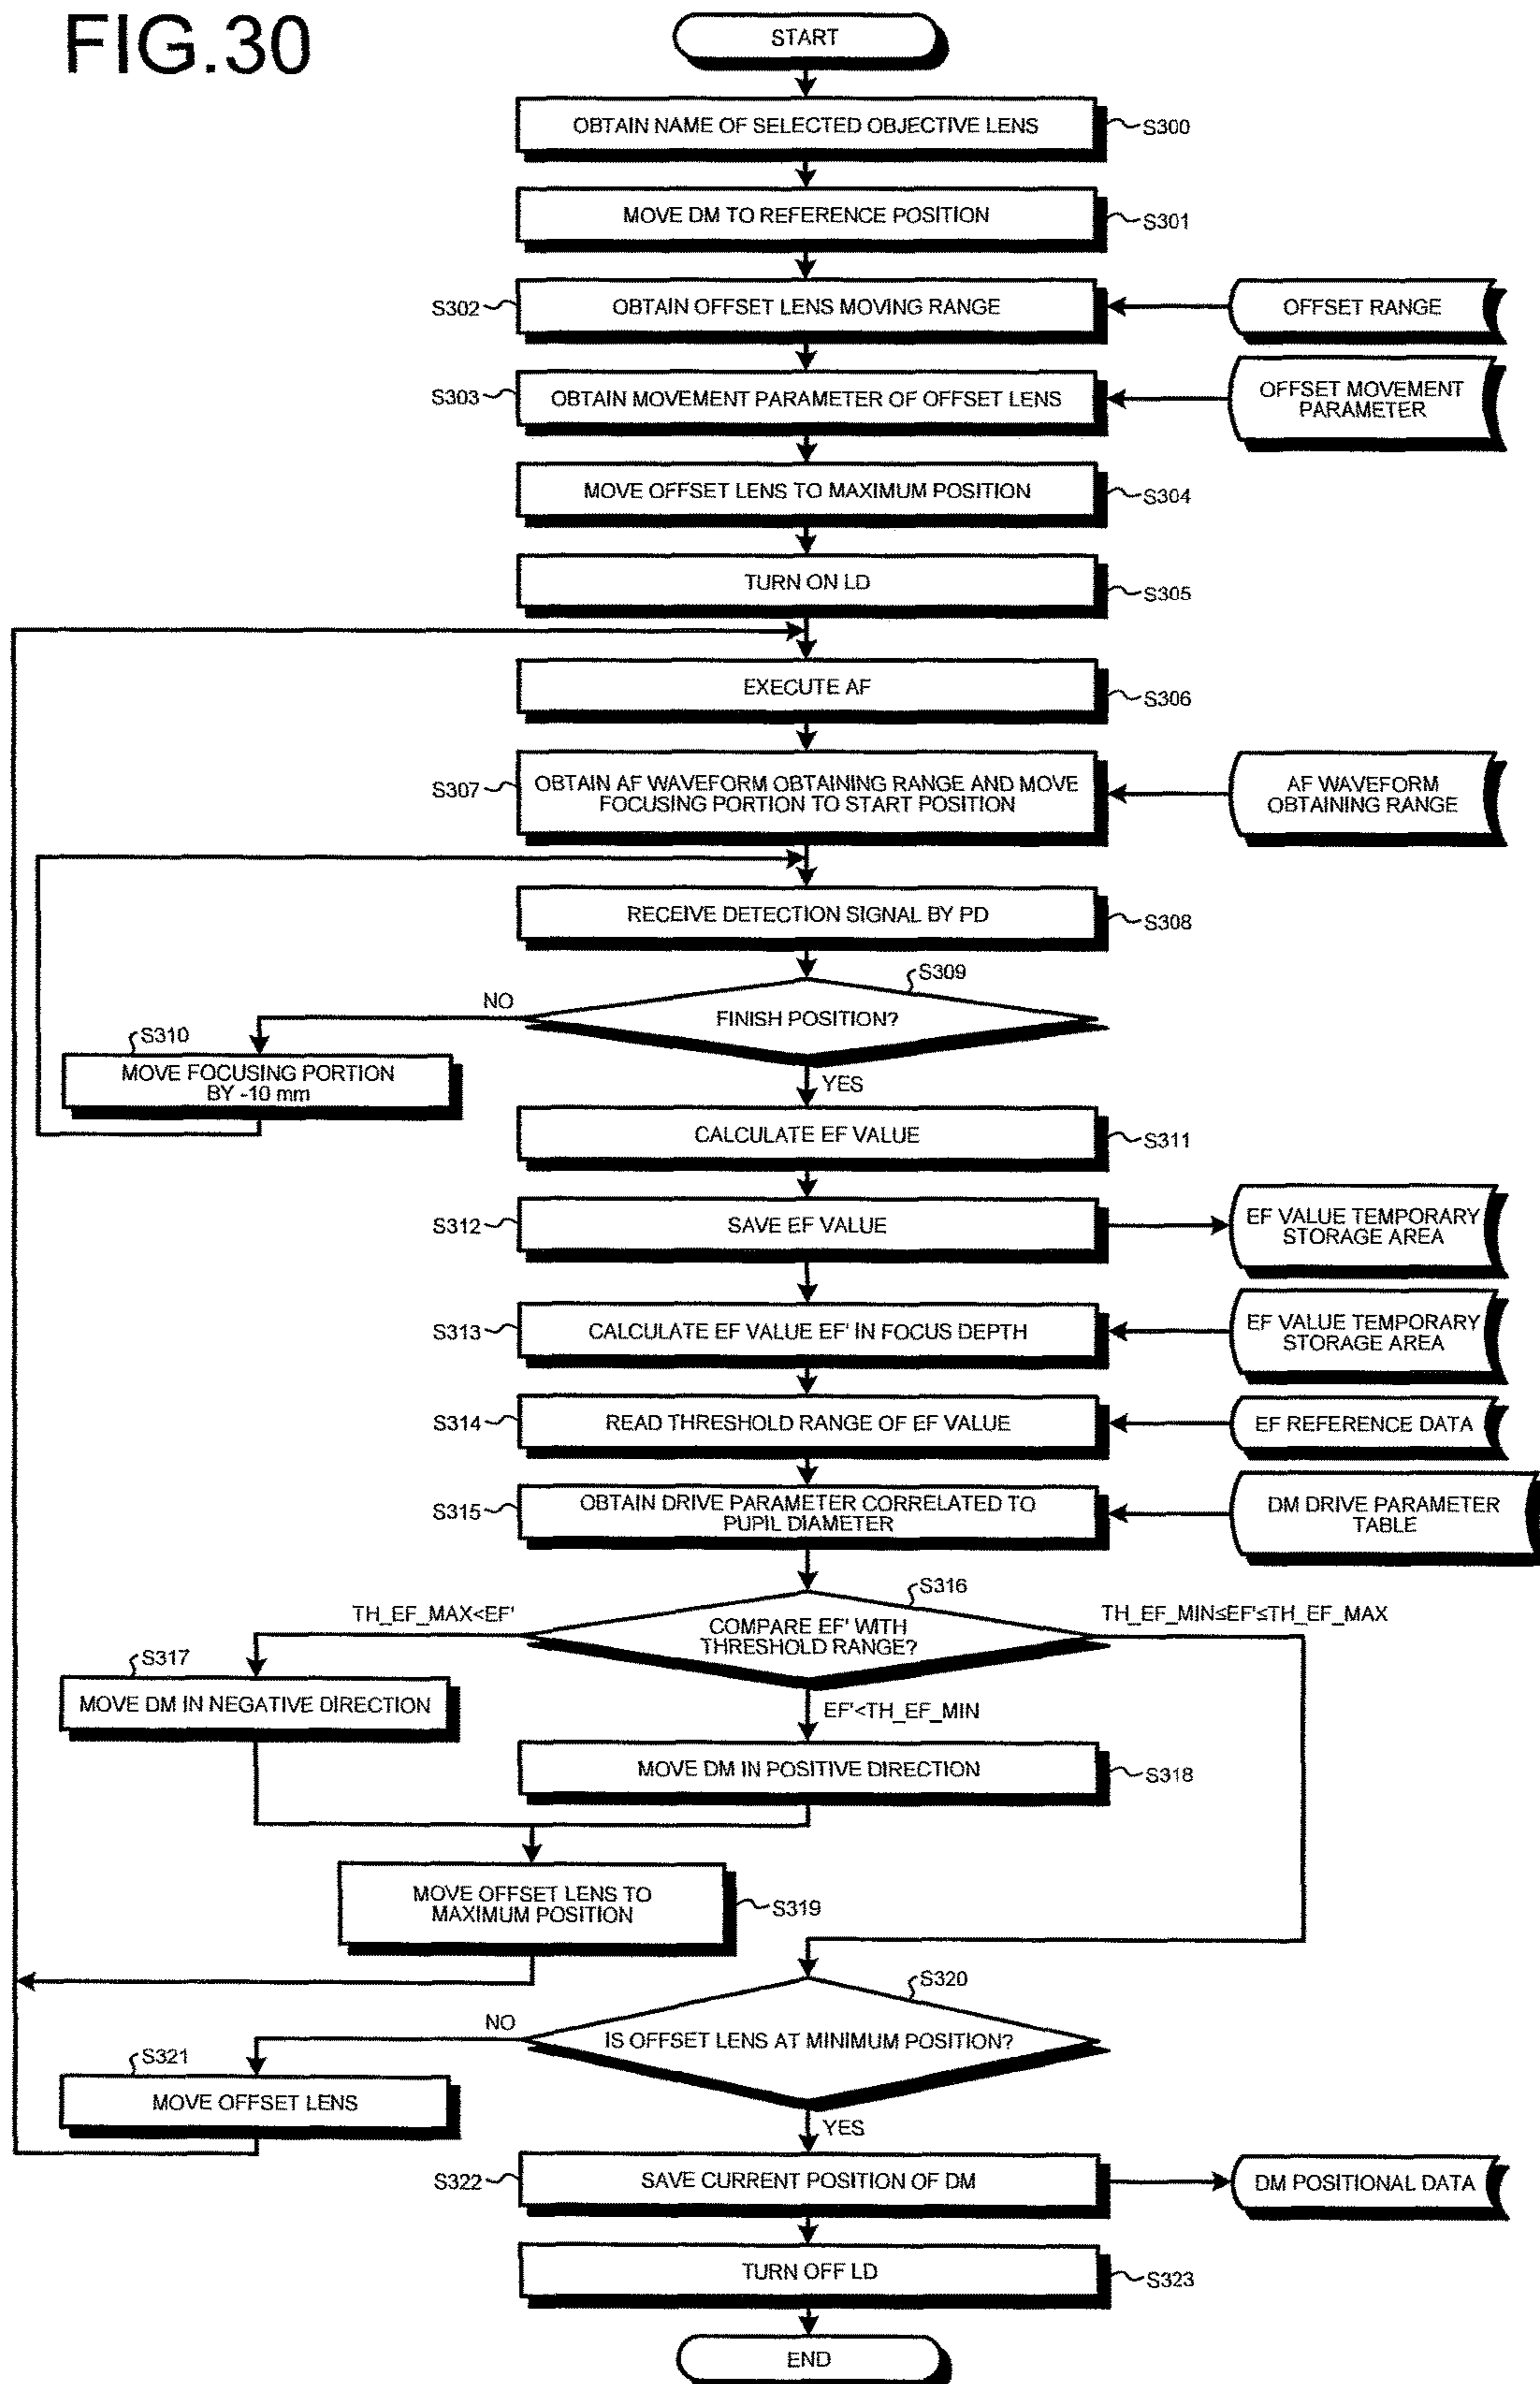 FIG.30
START
OBTAIN NAME OF SELECTED OBJECTIVE LENS
S300
MOVE DM TO REFERENCE POSITION
S301
S302
OBTAIN OFFSET LENS MOVING RANGE
OFFSET RANGE
S303
OBTAIN MOVEMENT PARAMETER OF OFFSET LENS
OFFSET MOVEMENT
PARAMETER
MOVE OFFSET LENS TO MAXIMUM POSITION
S304
TURN ON LD
S305
EXECUTE AF
S306
S307
OBTAIN AF WAVEFORM OBTAINING RANGE AND MOVE
FOCUSING PORTION TO START POSITION
AF WAVEFORM
OBTAINING RANGE
RECEIVE DETECTION SIGNAL BY PD
S308
S309
NO
FINISH POSITION?
S310
MOVE FOCUSING PORTION
BY -10 mm
YES
CALCULATE EF VALUE
S311
S312
SAVE EF VALUE
EF VALUE TEMPORARY
STORAGE AREA
S313
CALCULATE EF VALUE EF' IN FOCUS DEPTH
EF VALUE TEMPORARY
STORAGE AREA
S314
READ THRESHOLD RANGE OF EF VALUE
EF REFERENCE DATA
S315
OBTAIN DRIVE PARAMETER CORRELATED TO
PUPIL DIAMETER
DM DRIVE PARAMETER
TABLE
S316
TH_EF_MAX<EF'
COMPARE EF' WITH
THRESHOLD RANGE?
TH_EF_MIN≤EF'≤TH_EF_MAX
S317
MOVE DM IN NEGATIVE DIRECTION
EF'<TH_EF_MIN
MOVE DM IN POSITIVE DIRECTION
S318
MOVE OFFSET LENS TO
MAXIMUM POSITION
S319
S320
NO
IS OFFSET LENS AT MINIMUM POSITION?
S321
MOVE OFFSET LENS
YES
S322
SAVE CURRENT POSITION OF DM
DM POSITIONAL DATA
TURN OFF LD
S323
END